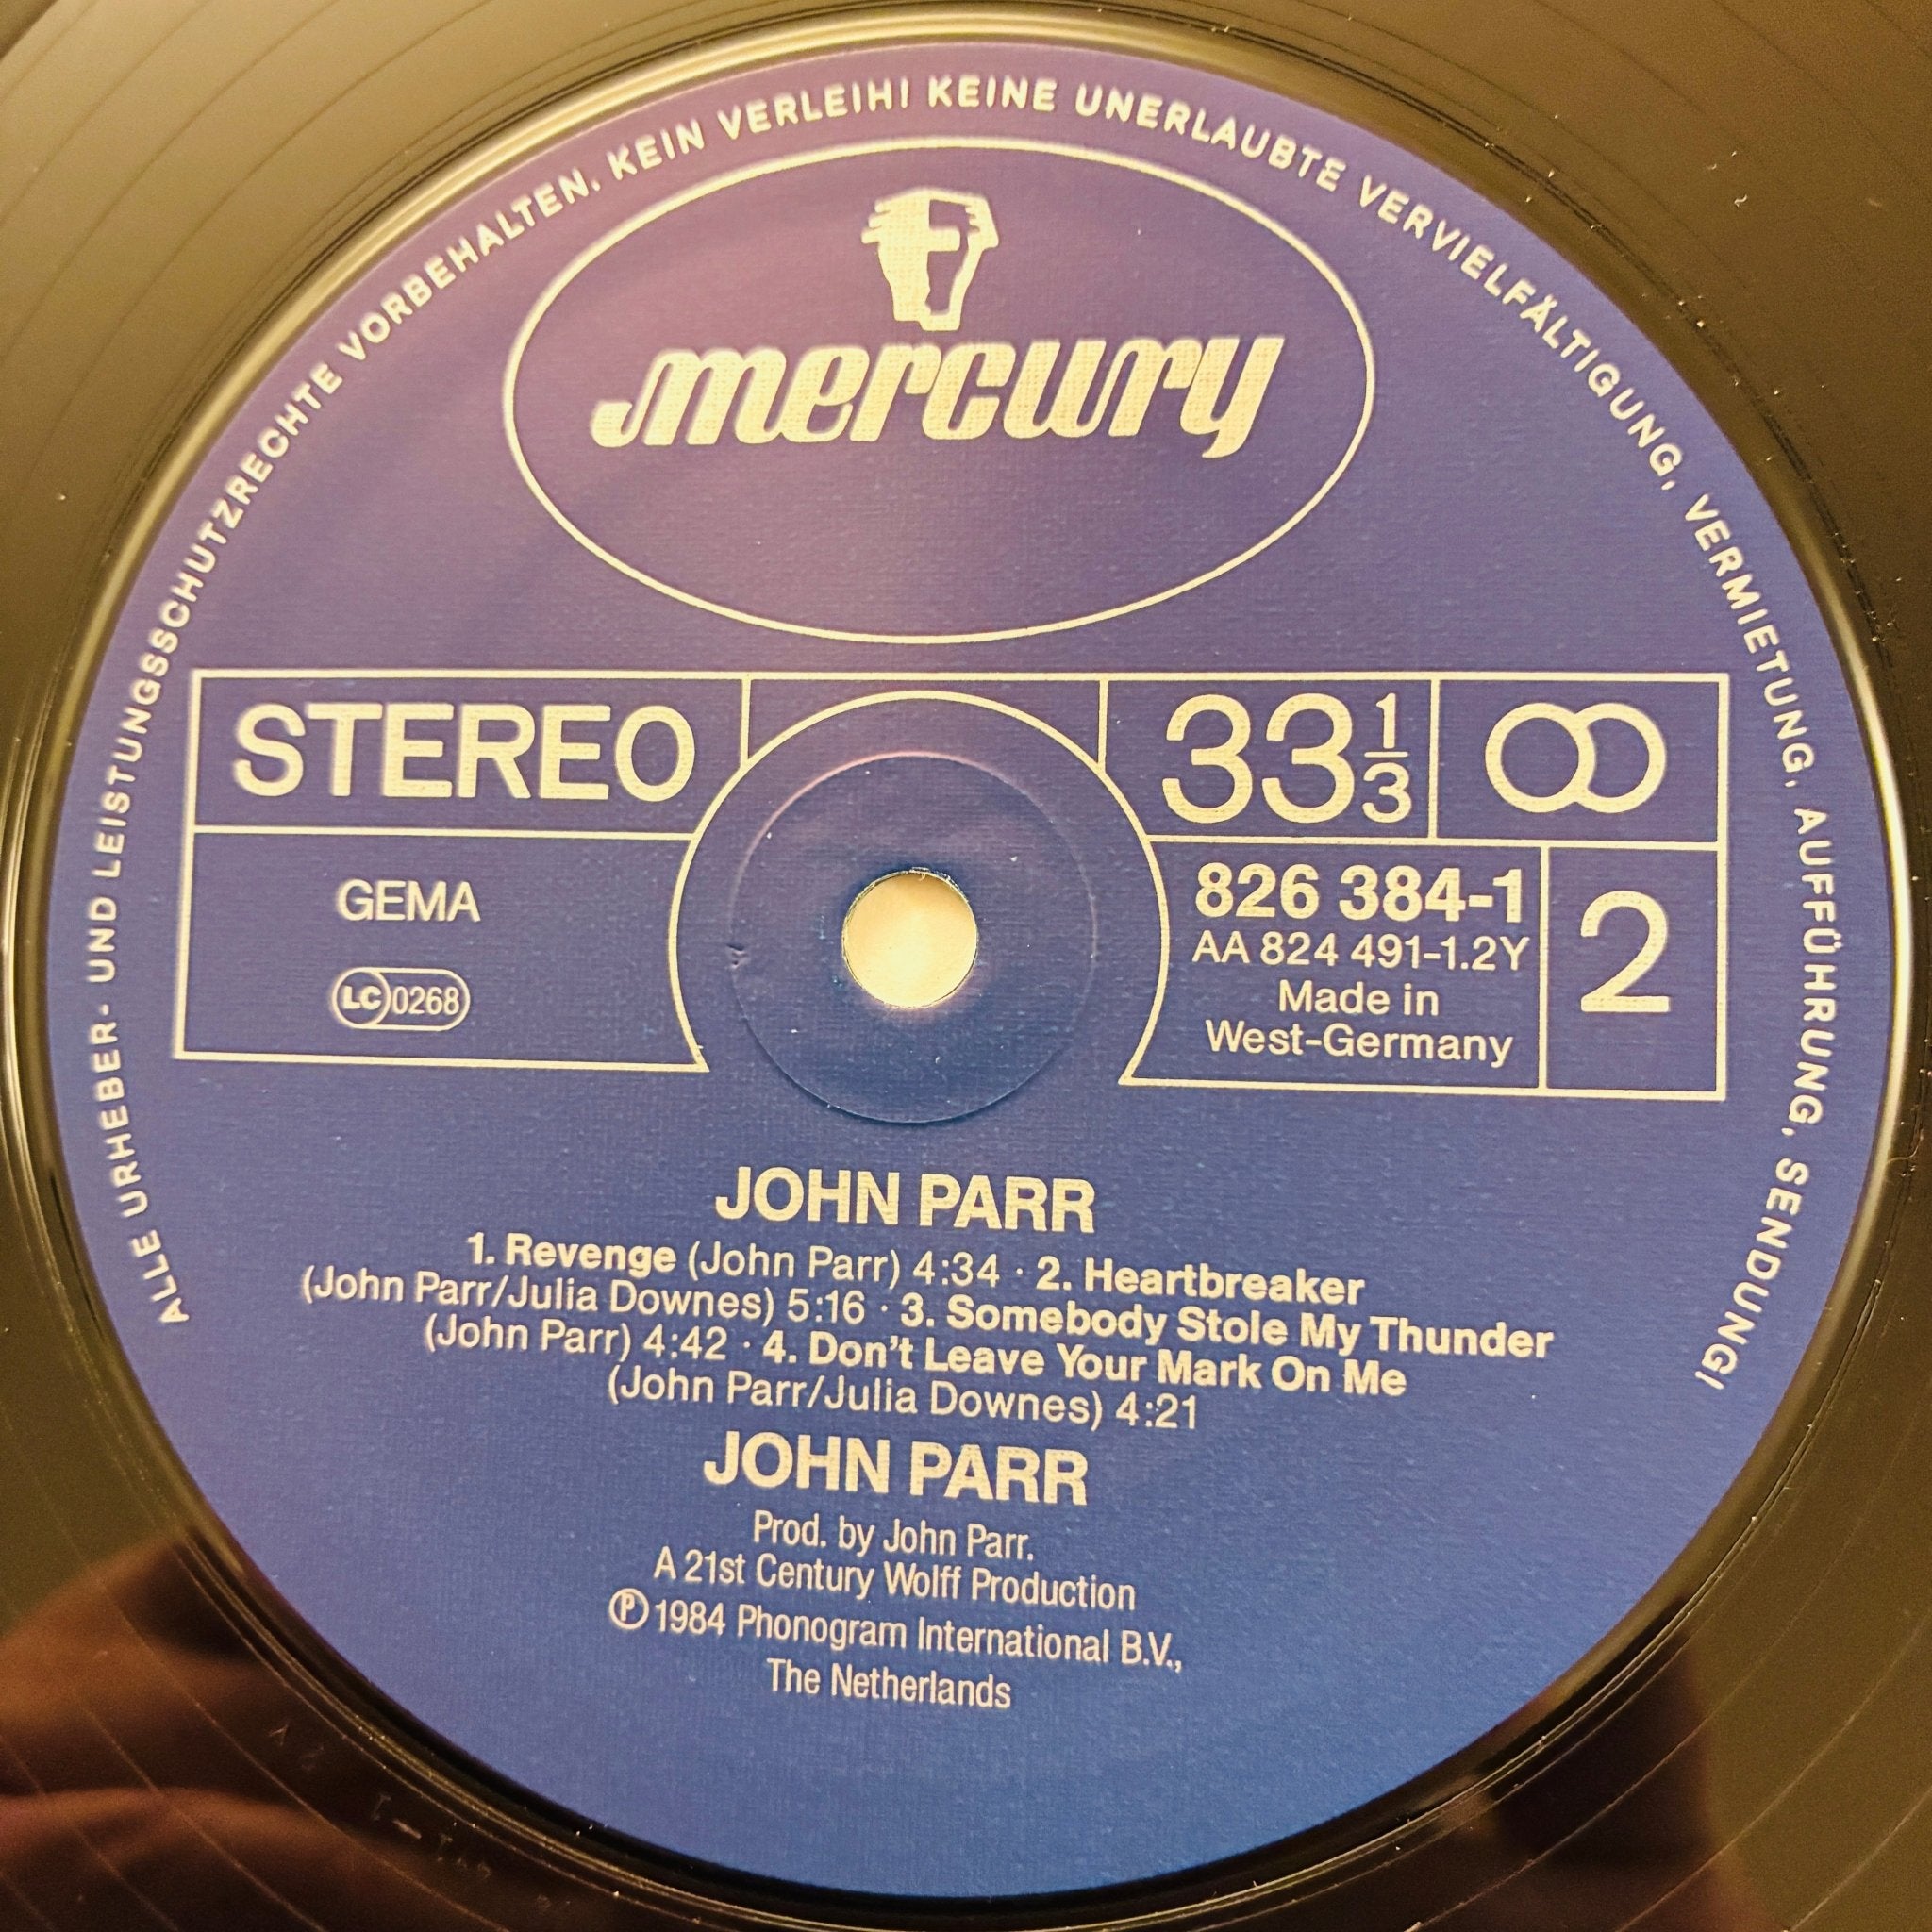 ALLE URHEBER- UND LEISTUNGSSCHUTZRECHTE VORBEHALTEN. KEIN VERLEIH! KEINE UNERLAUBTE VERVIELFÄLTIGUNG, VERMIETUNG, AUFFÜHRUNG, SENDUNG!
mercury
STEREO
33 1/3
GEMA
LC 0268
826 384-1
AA 824 491-1.2Y
Made in
West-Germany
2
JOHN PARR
1. Revenge (John Parr) 4:34 · 2. Heartbreaker
(John Parr/Julia Downes) 5:16 · 3. Somebody Stole My Thunder
(John Parr) 4:42 · 4. Don't Leave Your Mark On Me
(John Parr/Julia Downes) 4:21
JOHN PARR
Prod. by John Parr.
A 21st Century Wolff Production
Ⓟ 1984 Phonogram International B.V.,
The Netherlands